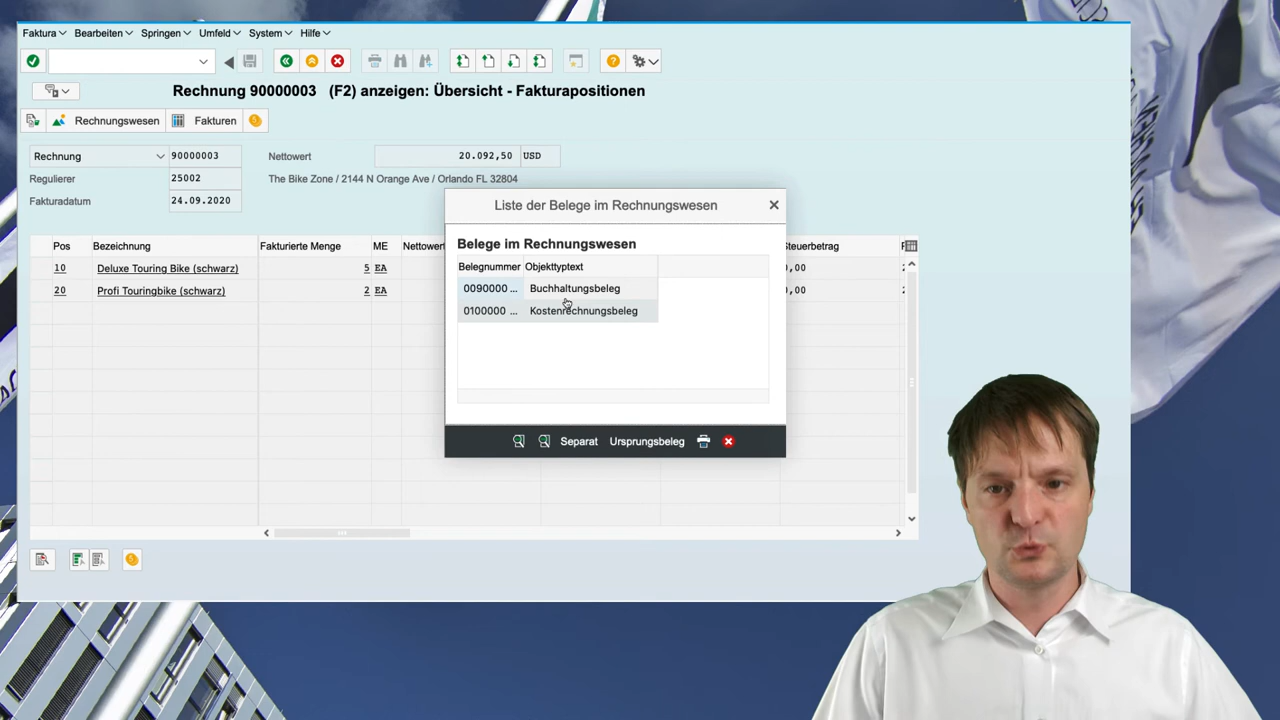 Faktura Bearbeiten Springen Umfeld System Hilfe
Rechnung 90000003 (F2) anzeigen: Übersicht - Fakturapositionen
Rechnungswesen Fakturen
Rechnung 90000003 Nettowert 20.092,50 USD
Regulierer 25002 The Bike Zone / 2144 N Orange Ave / Orlando FL 32804
Fakturadatum 24.09.2020
Liste der Belege im Rechnungswesen
Belege im Rechnungswesen
Belegnummer Objekttyptext
0090000 ... Buchhaltungsbeleg
0100000 ... Kostenrechnungsbeleg
Separat Ursprungsbeleg
Pos Bezeichnung Fakturierte Menge ME Nettowert Steuerbetrag
10 Deluxe Touring Bike (schwarz) 5 EA 0,00
20 Profi Touringbike (schwarz) 2 EA 0,00